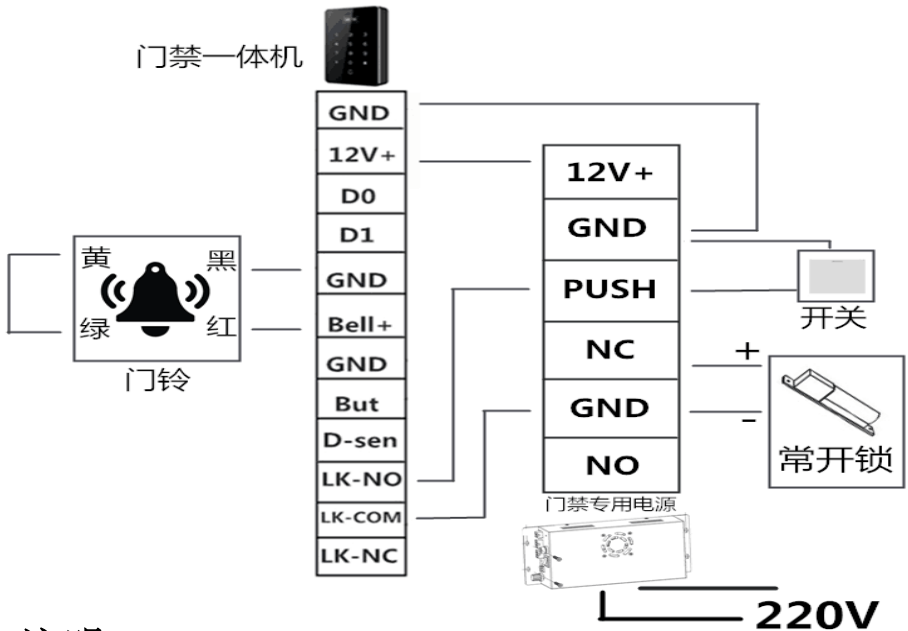 门禁一体机
GND
12V+
D0
D1
GND
Bell+
GND
But
D-sen
LK-NO
LK-COM
LK-NC
黄 黑
绿 红
门铃
12V+
GND
PUSH
NC
GND
NO
门禁专用电源
开关
+
-
常开锁
220V